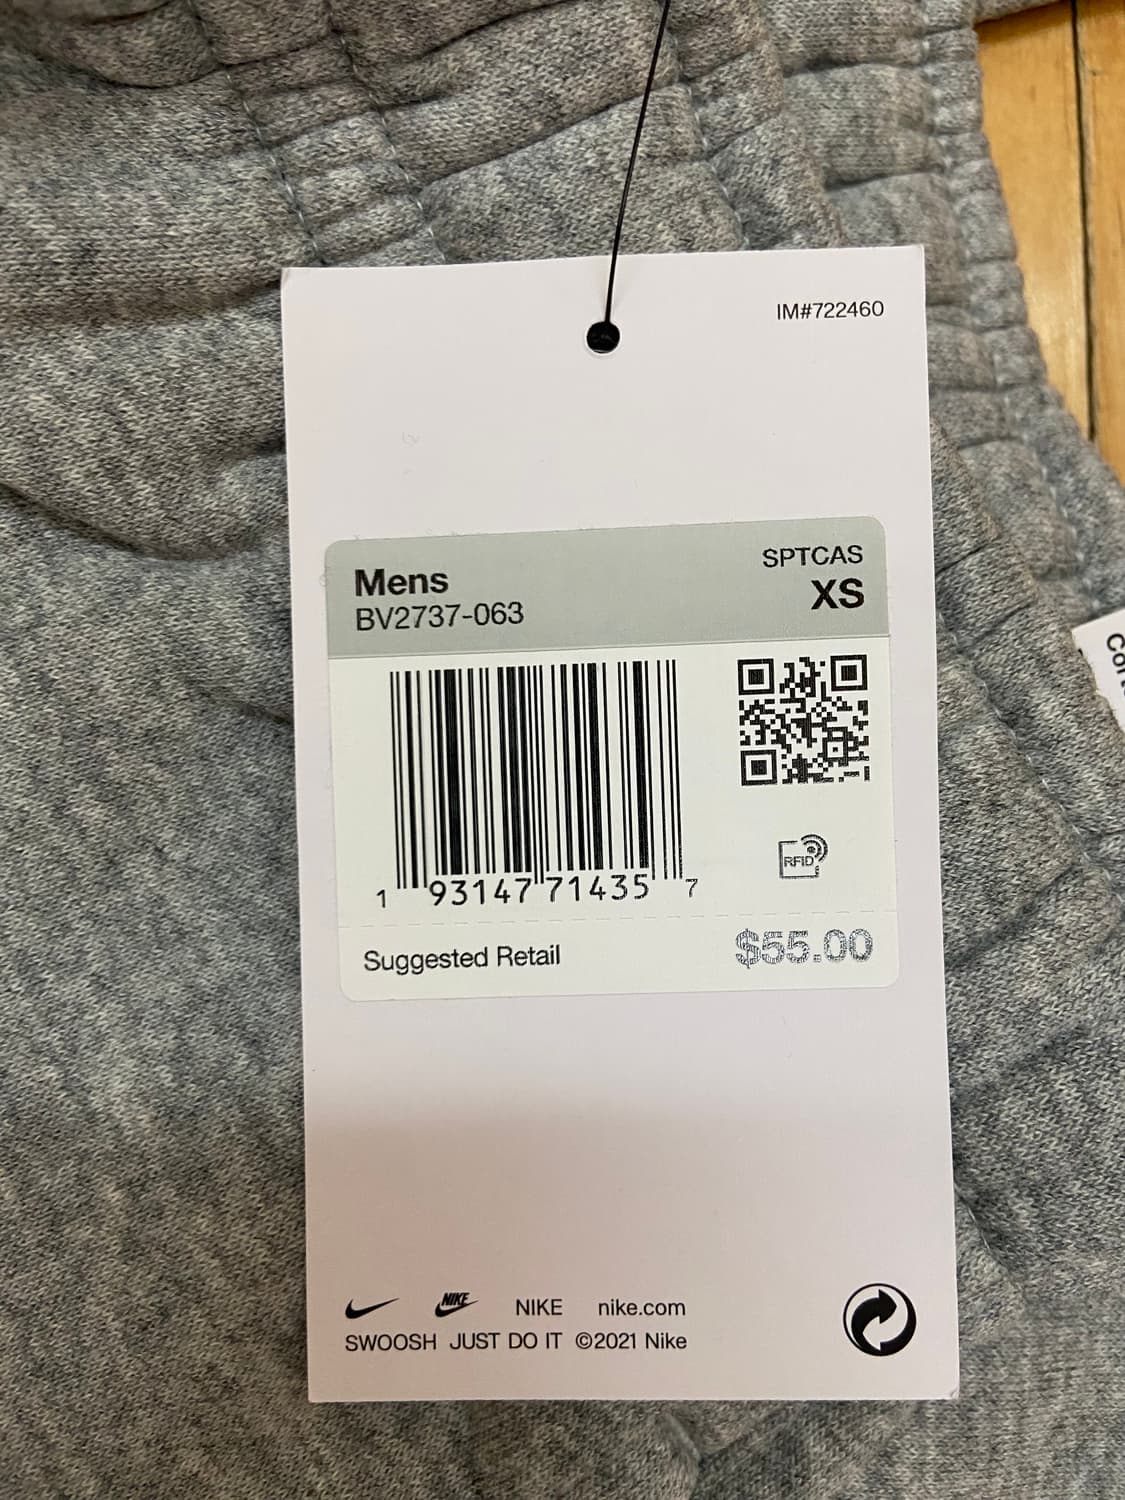 IM#722460
Mens
SPTCAS
BV2737-063
XS
RFID
1 93147 71435 7
Suggested Retail
$55.00
NIKE NIKE nike.com
SWOOSH JUST DO IT ©2021 Nike